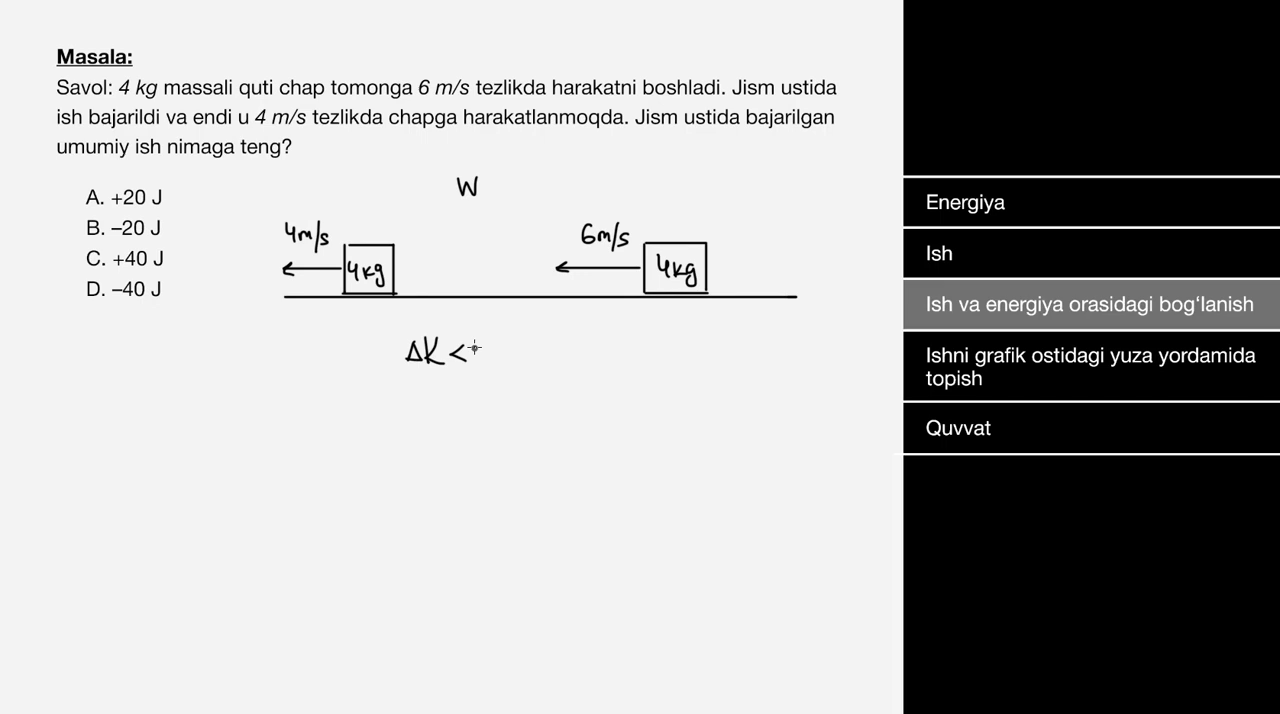 Masala:
Savol: 4 kg massali quti chap tomonga 6 m/s tezlikda harakatni boshladi. Jism ustida
ish bajarildi va endi u 4 m/s tezlikda chapga harakatlanmoqda. Jism ustida bajarilgan
umumiy ish nimaga teng?
A. +20 J
B. –20 J
C. +40 J
D. –40 J
W
4m/s
4kg
6m/s
4kg
ΔK <
Energiya
Ish
Ish va energiya orasidagi bog‘lanish
Ishni grafik ostidagi yuza yordamida
topish
Quvvat